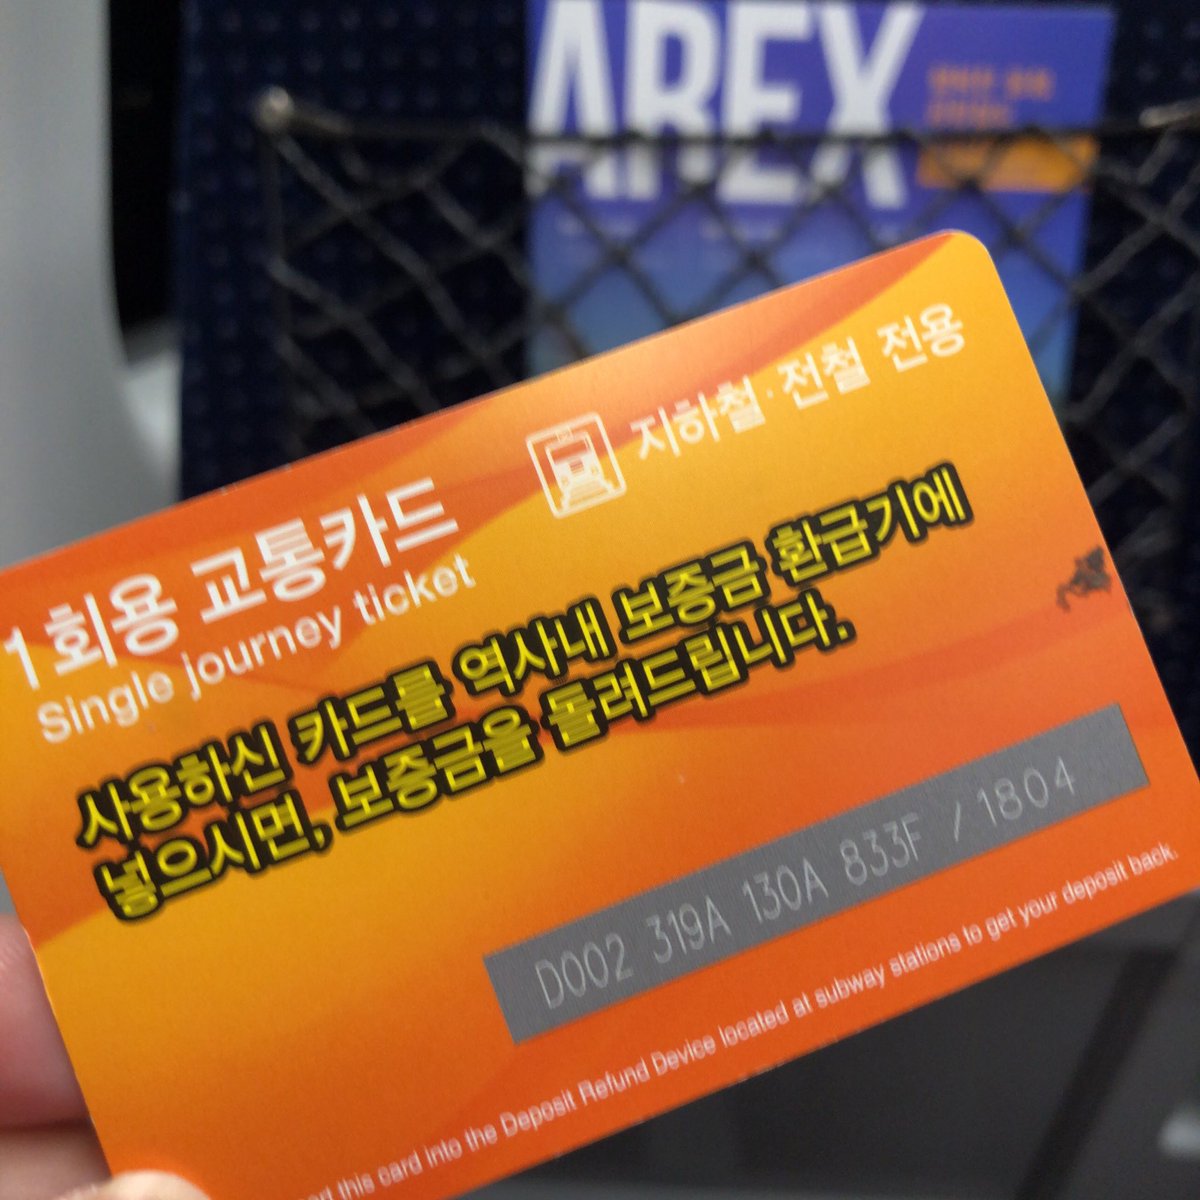 AREX
지하철·전철 전용
1회용 교통카드
Single journey ticket
사용하신 카드를 역사내 보증금 환급기에
넣으시면, 보증금을 돌려드립니다.
D002 319A 130A 833F / 1804
this card into the Deposit Refund Device located at subway stations to get your deposit back.